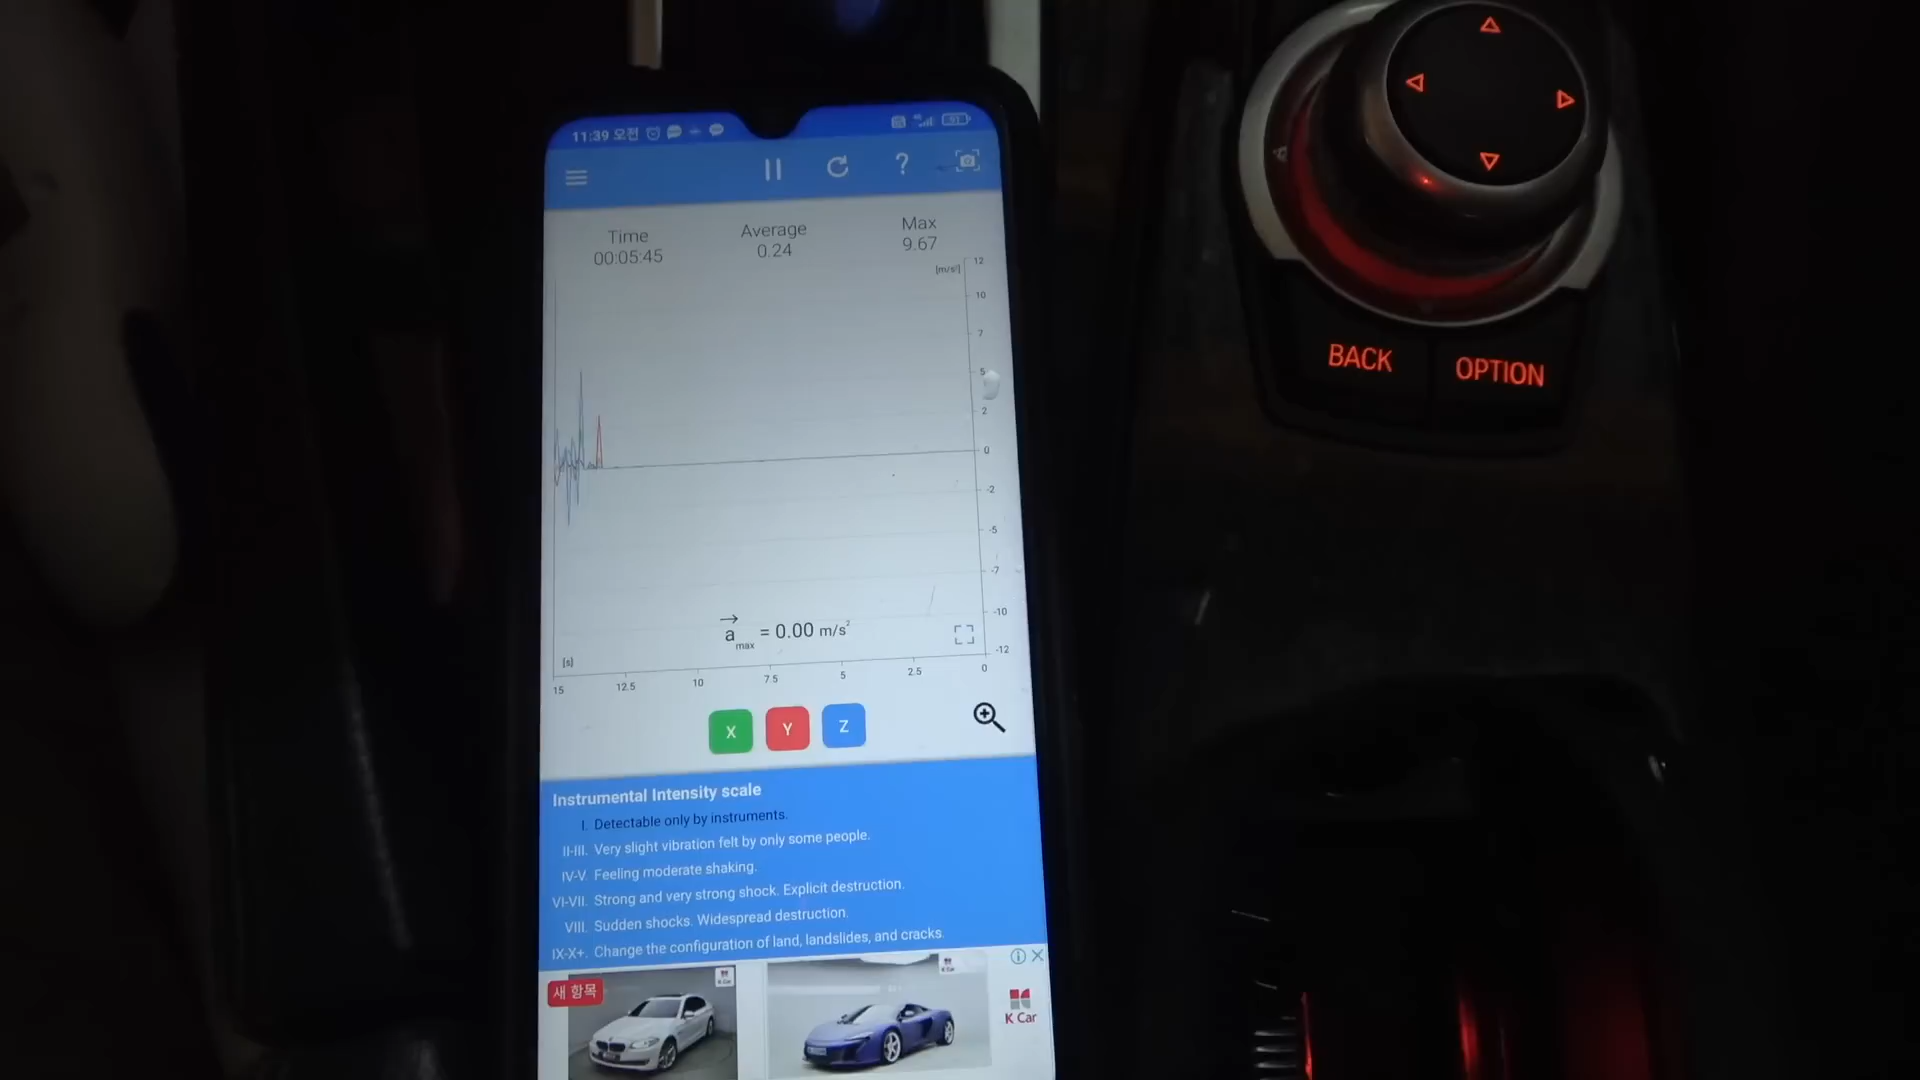 11:39 오전
?
Time
00:05:45
Average
0.24
Max
9.67
[m/s²]
12
10
7
5
2
0
-2
-5
-7
-10
-12
a max = 0.00 m/s²
[s]
15
12.5
10
7.5
5
2.5
0
X
Y
Z
Instrumental Intensity scale
I. Detectable only by instruments.
II-III. Very slight vibration felt by only some people.
IV-V. Feeling moderate shaking.
VI-VII. Strong and very strong shock. Explicit destruction.
VIII. Sudden shocks. Widespread destruction.
IX-X+. Change the configuration of land, landslides, and cracks.
새 항목
K Car
K Car
K Car
BACK
OPTION